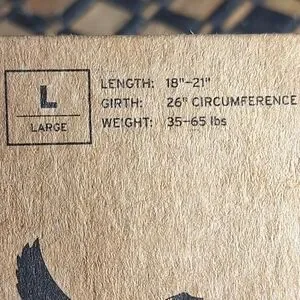 L
LARGE
LENGTH: 18"-21"
GIRTH: 26" CIRCUMFERENCE
WEIGHT: 35-65 lbs